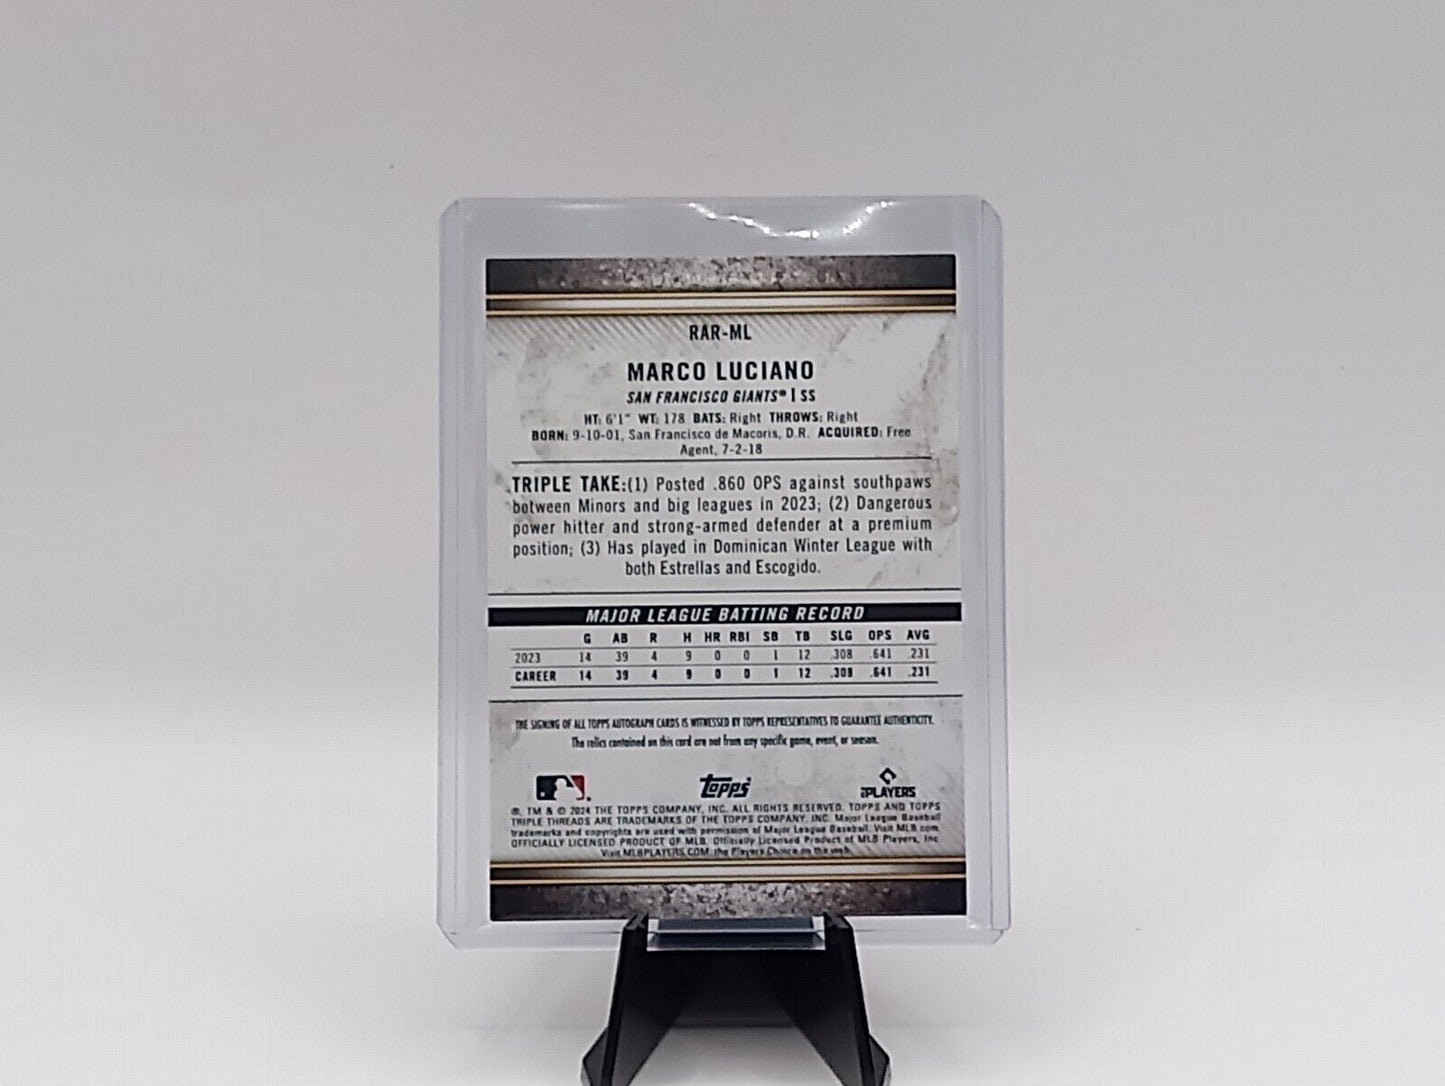 RAR-ML
MARCO LUCIANO
SAN FRANCISCO GIANTS® | SS
HT: 6'1" WT: 178 BATS: Right THROWS: Right
BORN: 9-10-01, San Francisco de Macoris, D.R. ACQUIRED: Free
Agent, 7-2-18
TRIPLE TAKE:(1) Posted .860 OPS against southpaws
between Minors and big leagues in 2023; (2) Dangerous
power hitter and strong-armed defender at a premium
position; (3) Has played in Dominican Winter League with
both Estrellas and Escogido.
MAJOR LEAGUE BATTING RECORD
G AB R H HR RBI SB TB SLG OPS AVG
2023 14 39 4 9 0 0 1 12 .308 .641 .231
CAREER 14 39 4 9 0 0 1 12 .308 .641 .231
THE SIGNING OF ALL TOPPS AUTOGRAPH CARDS IS WITNESSED BY TOPPS REPRESENTATIVES TO GUARANTEE AUTHENTICITY.
The relics contained on this card are not from any specific game, event, or season.
Topps
PLAYERS
®, TM & © 2024 THE TOPPS COMPANY, INC. ALL RIGHTS RESERVED. TOPPS AND TOPPS
TRIPLE THREADS ARE TRADEMARKS OF THE TOPPS COMPANY, INC. Major League Baseball
trademarks and copyrights are used with permission of Major League Baseball. Visit MLB.com
OFFICIALLY LICENSED PRODUCT OF MLB. Officially Licensed Product of MLB Players, Inc
Visit MLBPLAYERS.COM, the Players Choice on the web.